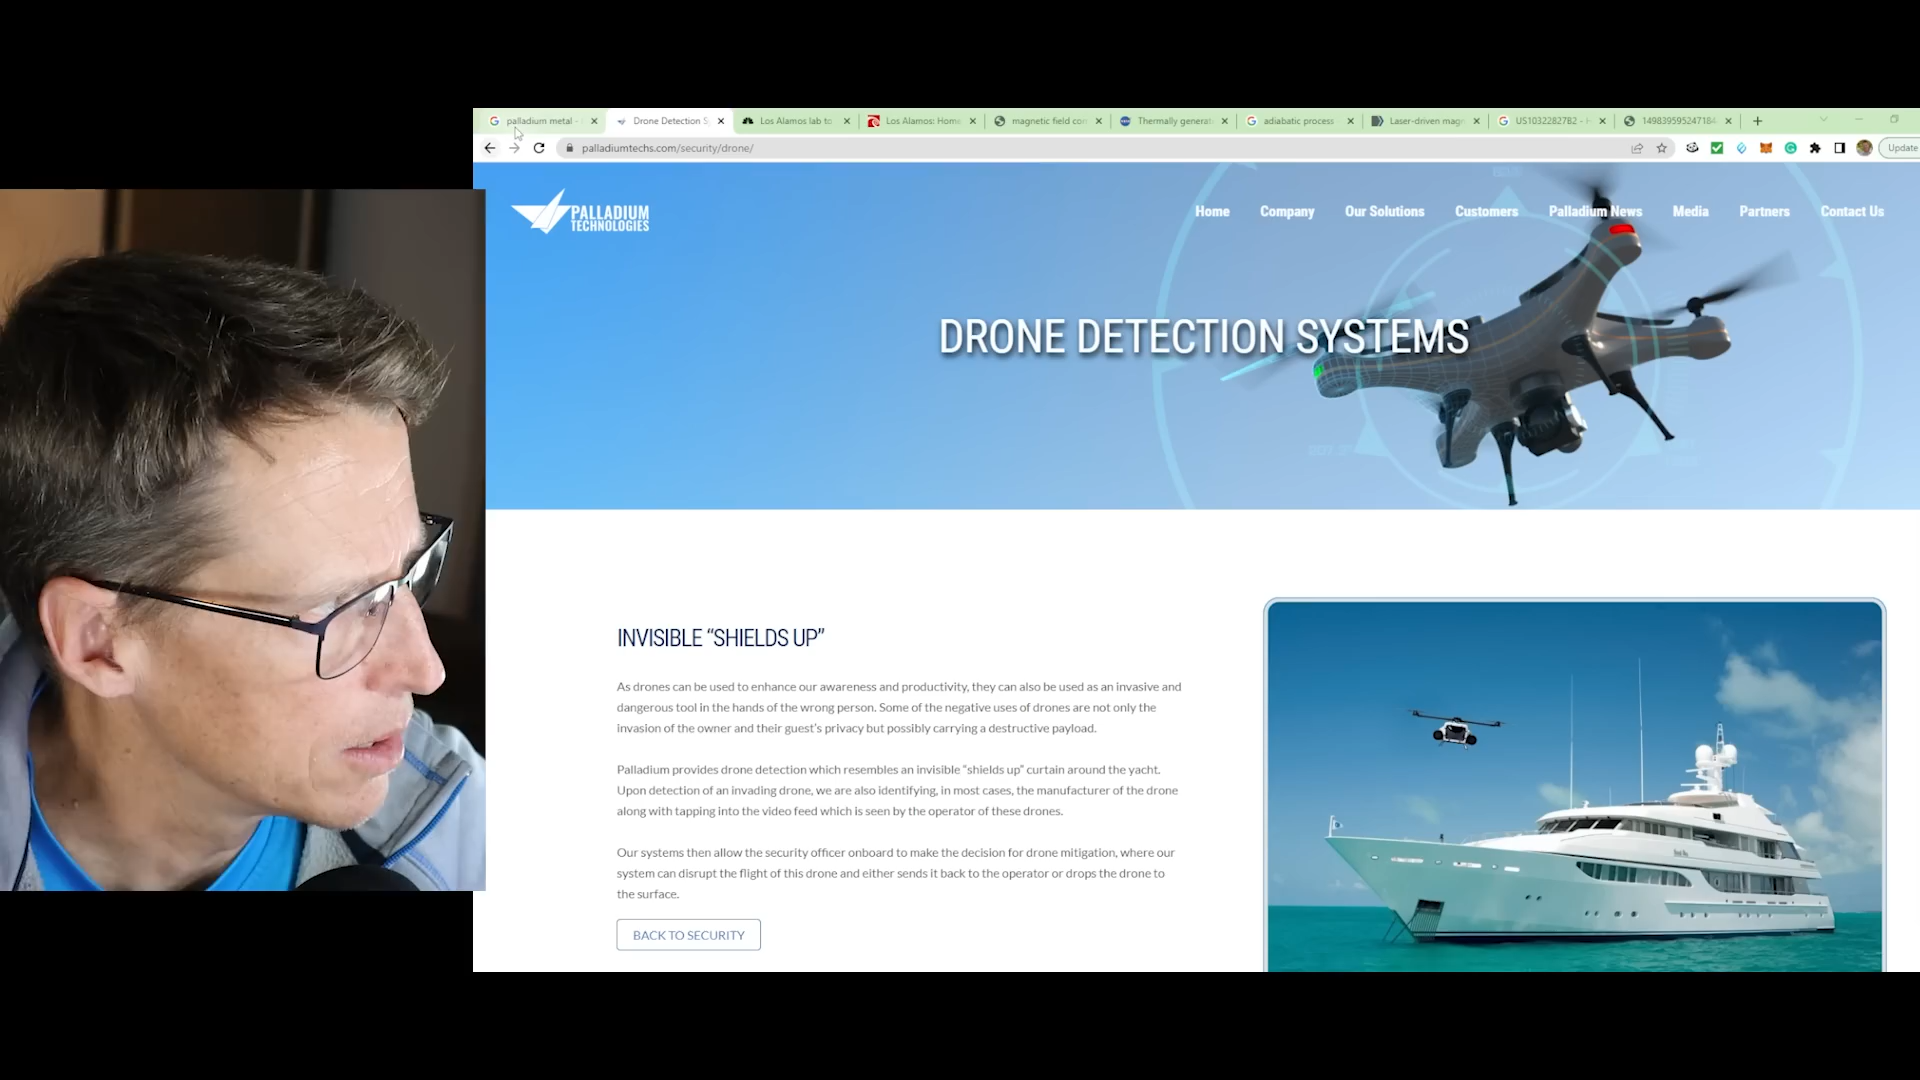 palladium metal -
Drone Detection S
Los Alamos lab to
Los Alamos: Home
magnetic field con
Thermally generat
adiabatic process
Laser-driven magn
US10322827B2 - H
149839595247184
palladiumtechs.com/security/drone/
Update
PALLADIUM
TECHNOLOGIES
Home
Company
Our Solutions
Customers
Palladium News
Media
Partners
Contact Us
DRONE DETECTION SYSTEMS
INVISIBLE “SHIELDS UP”
As drones can be used to enhance our awareness and productivity, they can also be used as an invasive and
dangerous tool in the hands of the wrong person. Some of the negative uses of drones are not only the
invasion of the owner and their guest’s privacy but possibly carrying a destructive payload.
Palladium provides drone detection which resembles an invisible “shields up” curtain around the yacht.
Upon detection of an invading drone, we are also identifying, in most cases, the manufacturer of the drone
along with tapping into the video feed which is seen by the operator of these drones.
Our systems then allow the security officer onboard to make the decision for drone mitigation, where our
system can disrupt the flight of this drone and either sends it back to the operator or drops the drone to
the surface.
BACK TO SECURITY